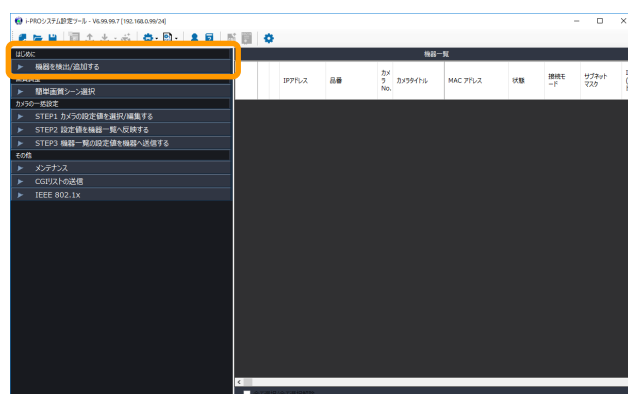 i-PROシステム設定ツール - V6.99.99.7 [192.168.0.99/24]
はじめに
機器を検出/追加する
簡単画質シーン選択
カメラの一括設定
STEP1 カメラの設定値を選択/編集する
STEP2 設定値を機器一覧へ反映する
STEP3 機器一覧の設定値を機器へ送信する
その他
メンテナンス
CGIリストの送信
IEEE 802.1x
機器一覧
IPアドレス 品番 カメラNo. カメラタイトル MAC アドレス 状態 接続モード サブネットマスク